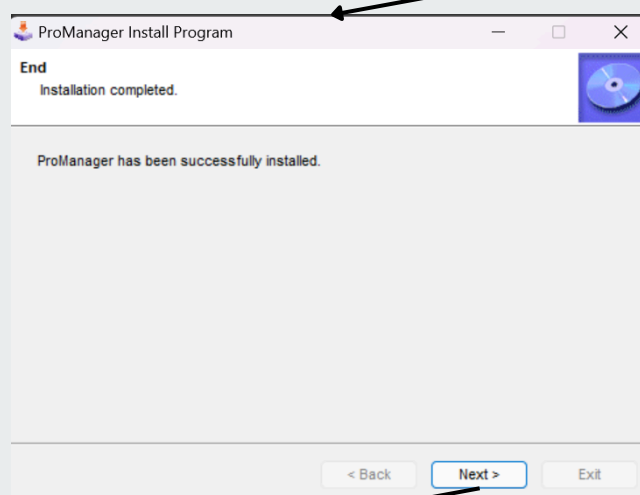 ProManager Install Program
End
Installation completed.
ProManager has been successfully installed.
< Back
Next >
Exit